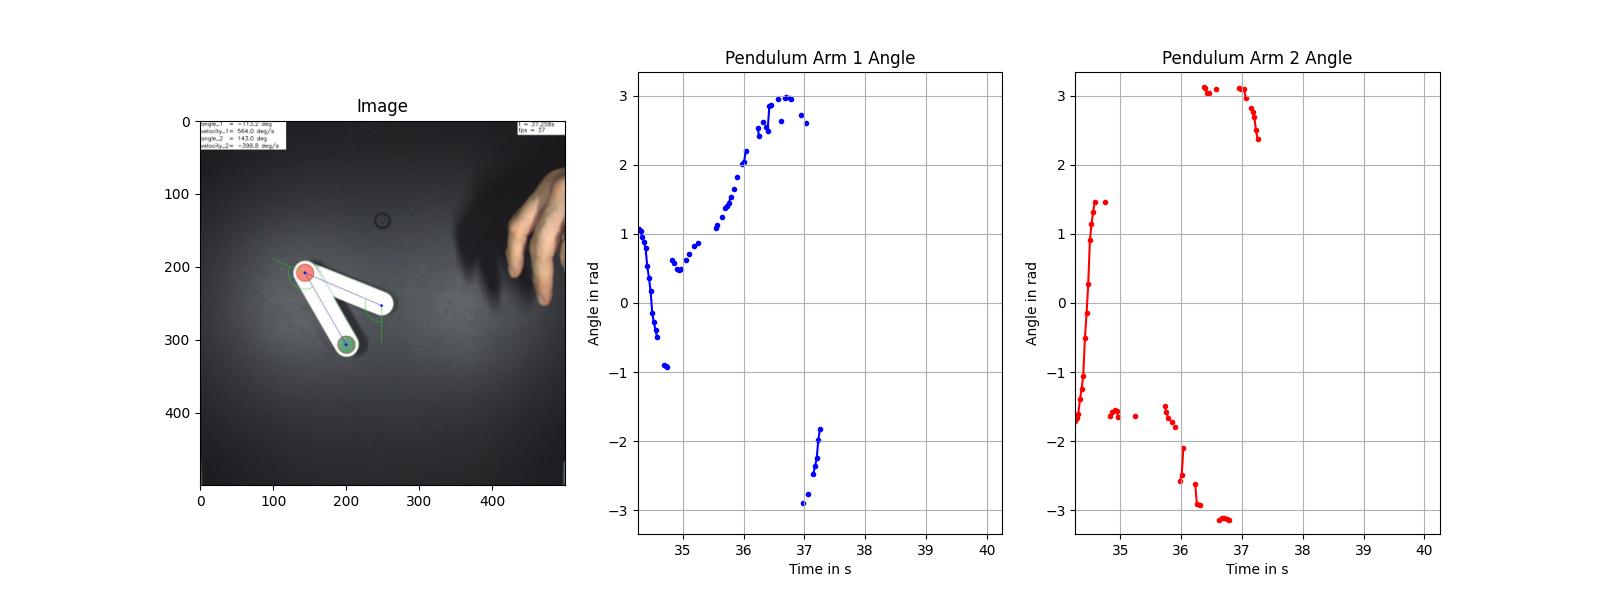 Image
angle_1 = -113.2 deg
velocity_1= 564.0 deg/s
angle_2 = 143.0 deg
velocity_2= -398.8 deg/s
t = 37.258s
fps = 37
0
100
200
300
400
0 100 200 300 400
Pendulum Arm 1 Angle
Angle in rad
3
2
1
0
−1
−2
−3
35 36 37 38 39 40
Time in s
Pendulum Arm 2 Angle
Angle in rad
3
2
1
0
−1
−2
−3
35 36 37 38 39 40
Time in s